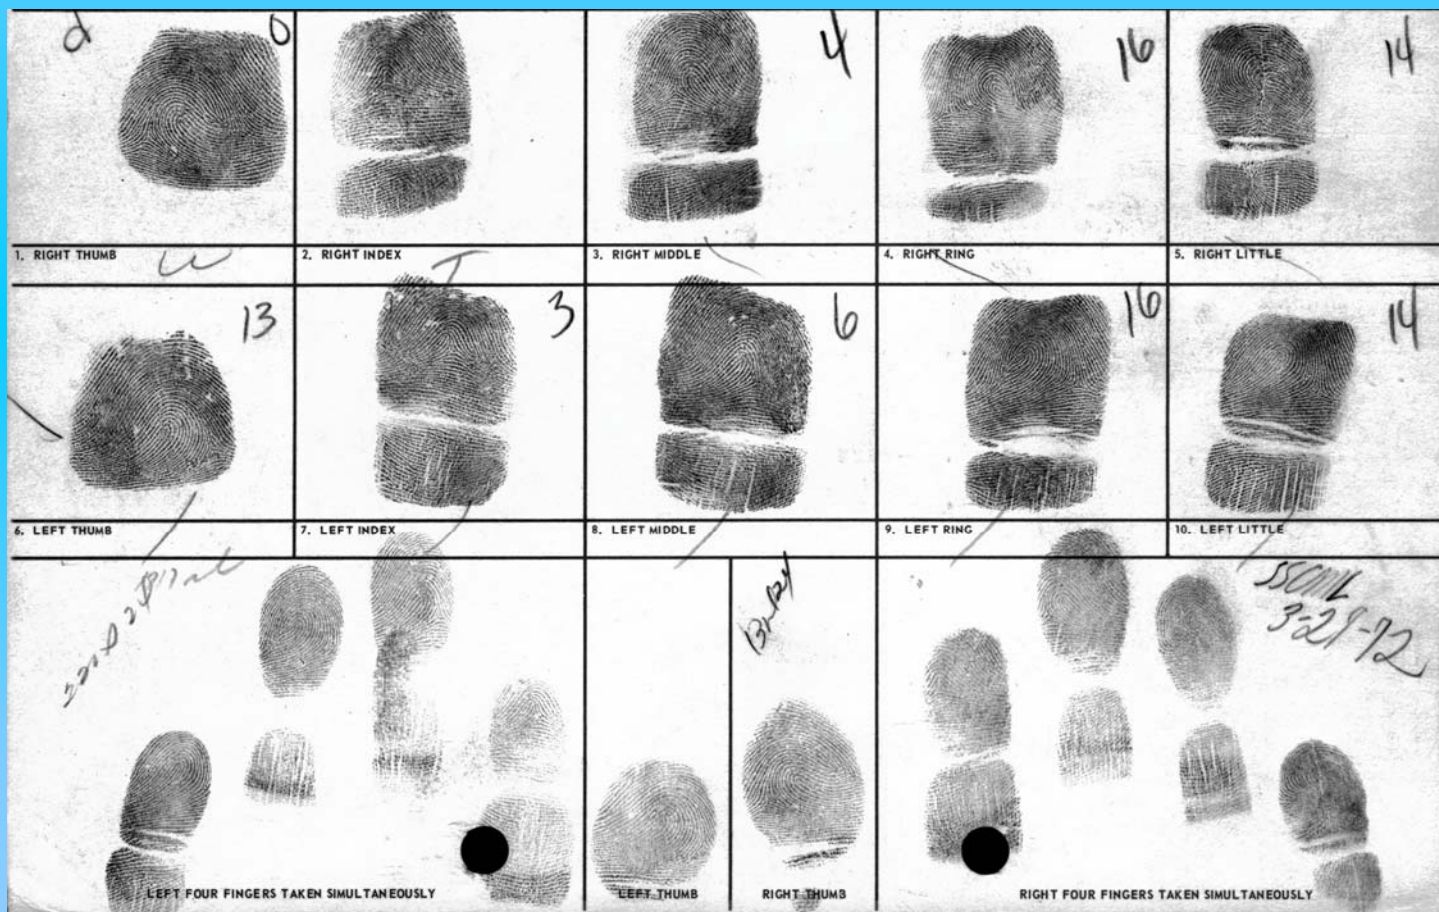 d 0 4 16 14
1. RIGHT THUMB
2. RIGHT INDEX
3. RIGHT MIDDLE
4. RIGHT RING
5. RIGHT LITTLE
W T \ \ \
13 3 6 16 14
6. LEFT THUMB
7. LEFT INDEX
8. LEFT MIDDLE
9. LEFT RING
10. LEFT LITTLE
/ / / / /
3-29-72
LEFT FOUR FINGERS TAKEN SIMULTANEOUSLY
LEFT THUMB
RIGHT THUMB
RIGHT FOUR FINGERS TAKEN SIMULTANEOUSLY